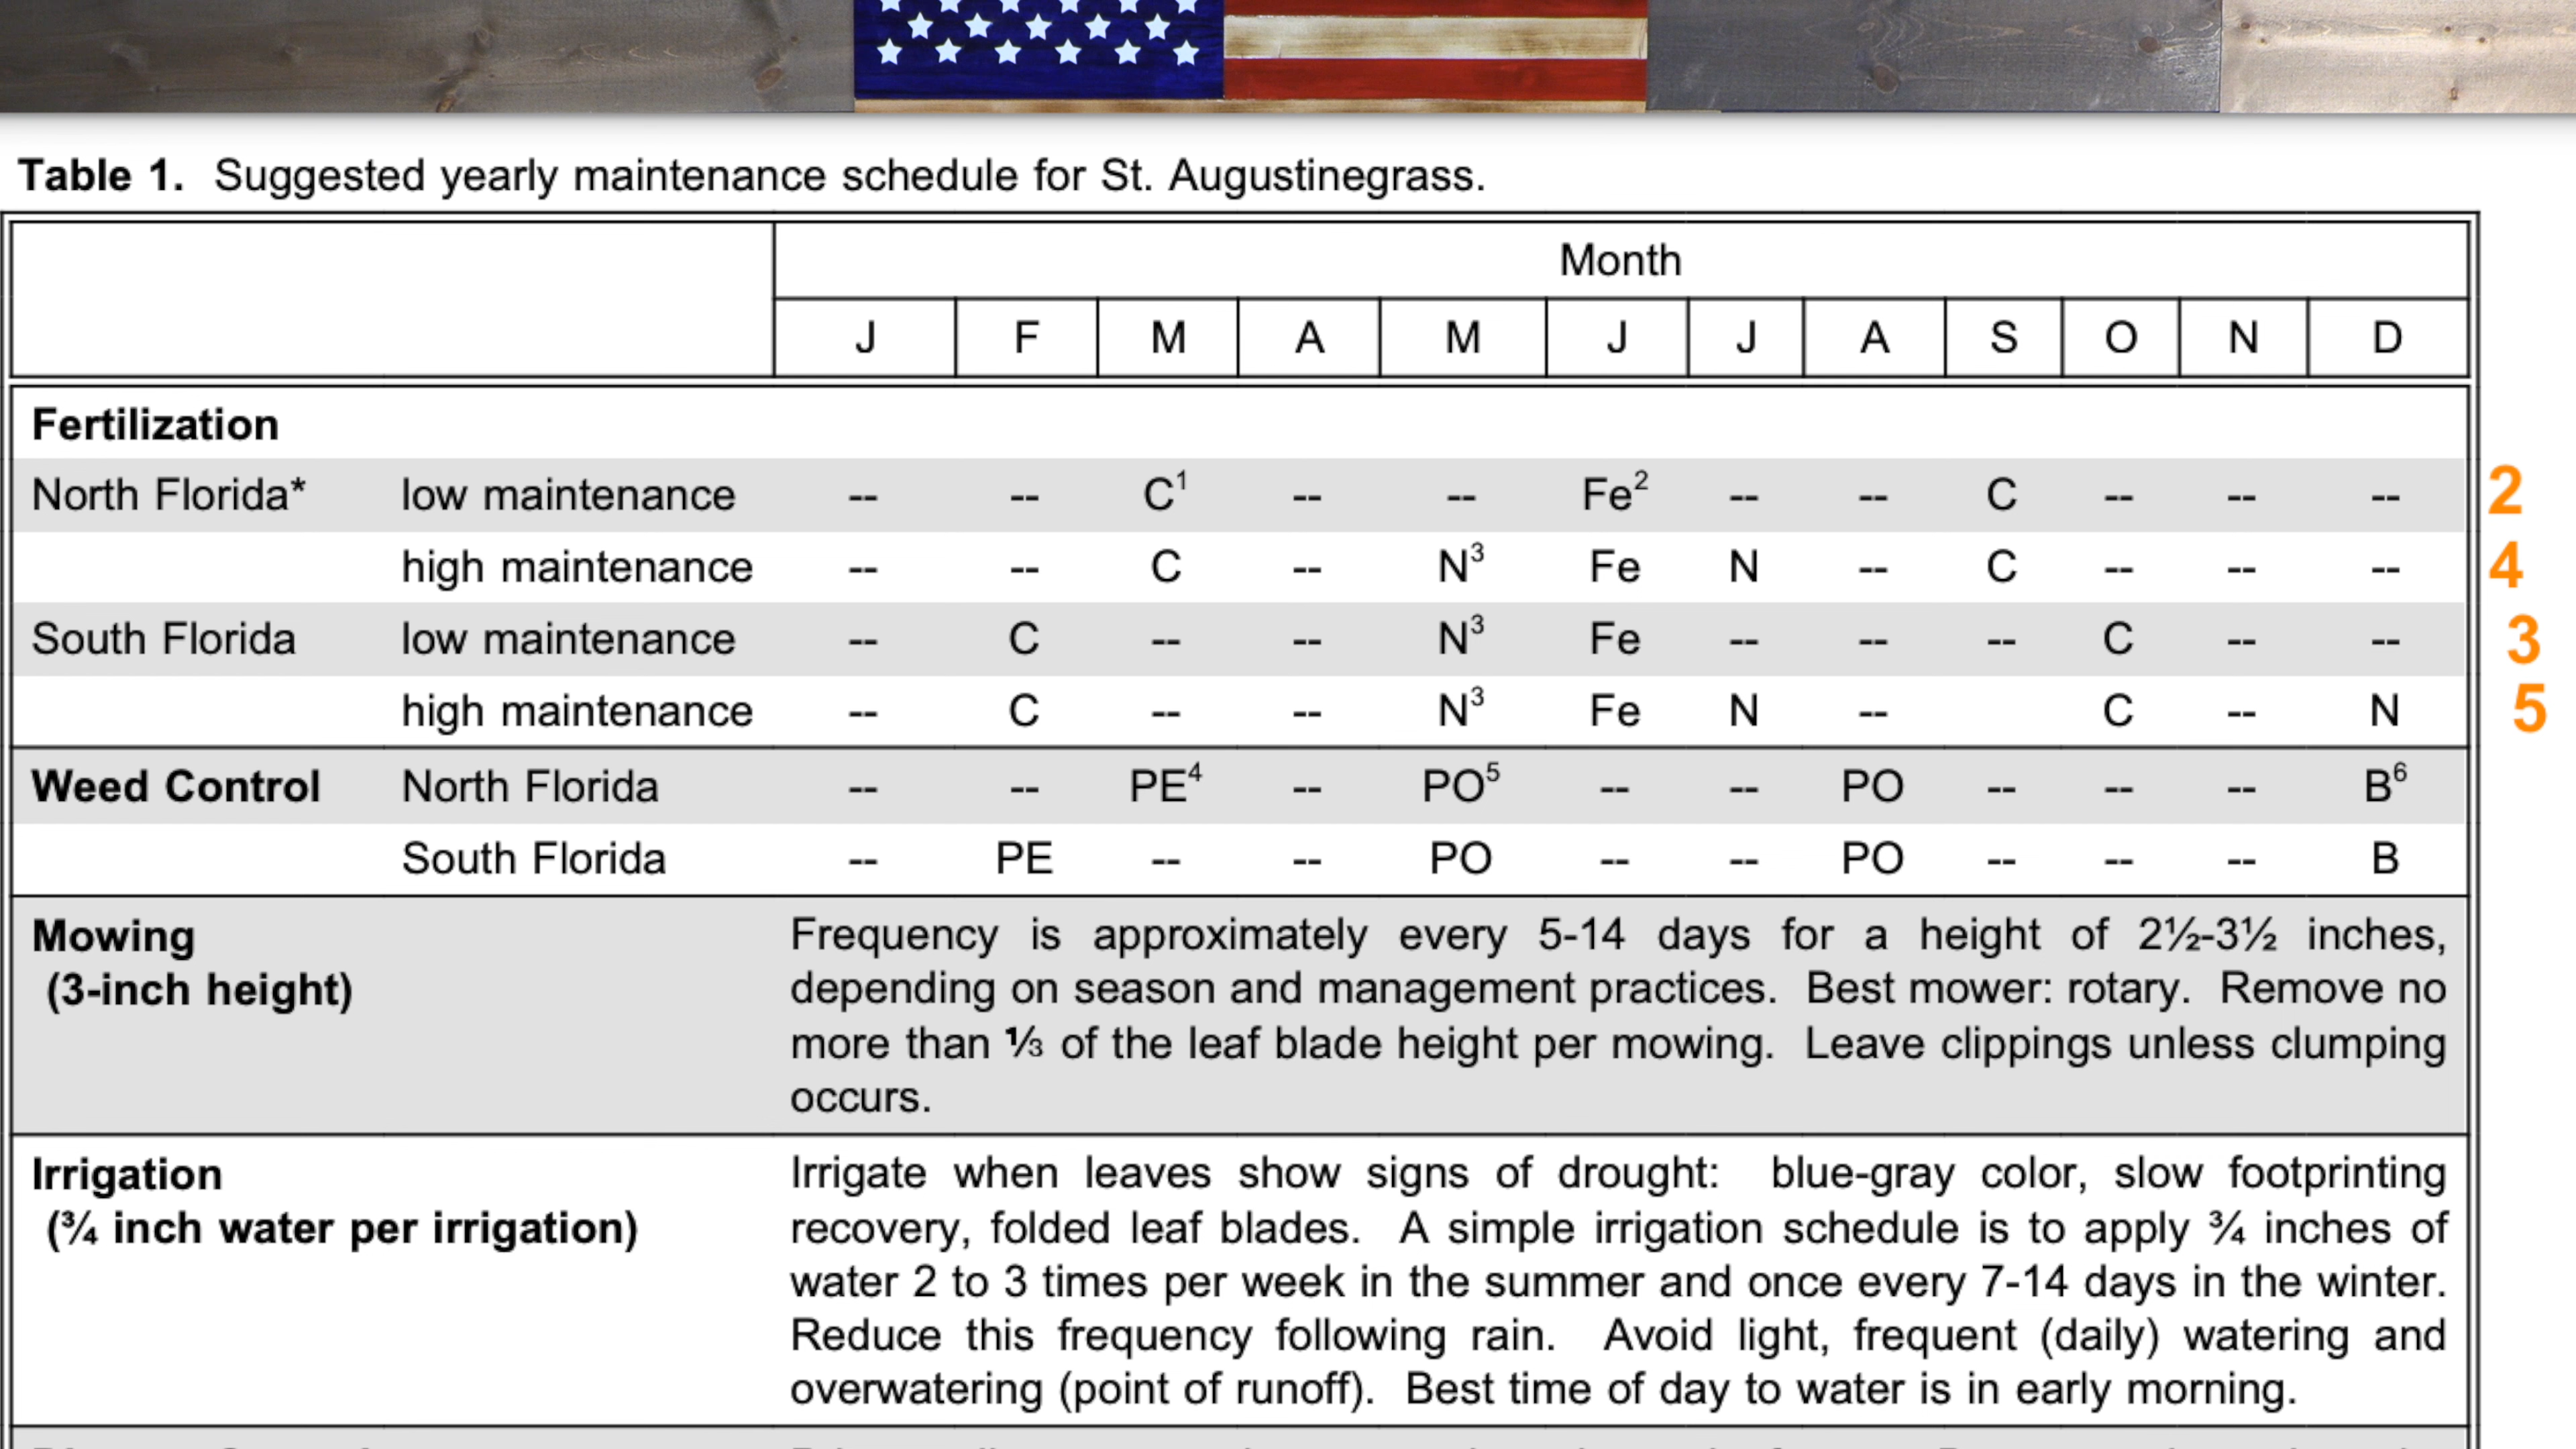 Table 1. Suggested yearly maintenance schedule for St. Augustinegrass.
Month
J F M A M J J A S O N D
Fertilization
North Florida* low maintenance -- -- C¹ -- -- Fe² -- -- C -- -- -- 2
high maintenance -- -- C -- N³ Fe N -- C -- -- -- 4
South Florida low maintenance -- C -- -- N³ Fe -- -- -- C -- -- 3
high maintenance -- C -- -- N³ Fe N -- C -- N 5
Weed Control North Florida -- -- PE⁴ -- PO⁵ -- -- PO -- -- -- B⁶
South Florida -- PE -- -- PO -- -- PO -- -- -- B
Mowing
(3-inch height)
Frequency is approximately every 5-14 days for a height of 2½-3½ inches,
depending on season and management practices. Best mower: rotary. Remove no
more than ⅓ of the leaf blade height per mowing. Leave clippings unless clumping
occurs.
Irrigation
(¾ inch water per irrigation)
Irrigate when leaves show signs of drought: blue-gray color, slow footprinting
recovery, folded leaf blades. A simple irrigation schedule is to apply ¾ inches of
water 2 to 3 times per week in the summer and once every 7-14 days in the winter.
Reduce this frequency following rain. Avoid light, frequent (daily) watering and
overwatering (point of runoff). Best time of day to water is in early morning.